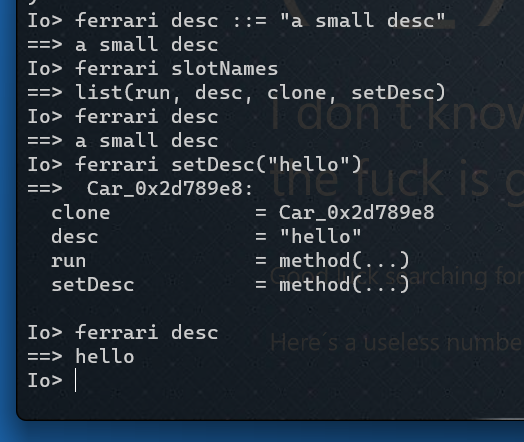 Io> ferrari desc ::= "a small desc"
==> a small desc
Io> ferrari slotNames
==> list(run, desc, clone, setDesc)
Io> ferrari desc
==> a small desc
Io> ferrari setDesc("hello")
==>  Car_0x2d789e8:
  clone            = Car_0x2d789e8
  desc             = "hello"
  run              = method(...)
  setDesc          = method(...)
Io> ferrari desc
==> hello
Io>
I don't know
the fuck is
Good luck searching for
Here's a useless